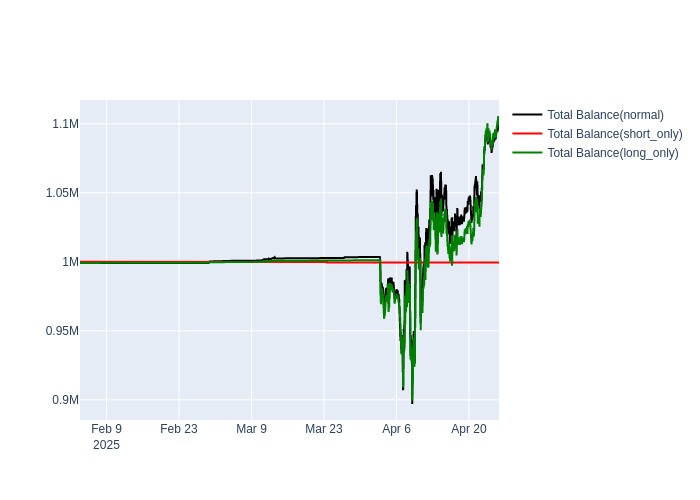 Total Balance(normal)
Total Balance(short_only)
Total Balance(long_only)
1.1M
1.05M
1M
0.95M
0.9M
Feb 9
2025
Feb 23
Mar 9
Mar 23
Apr 6
Apr 20